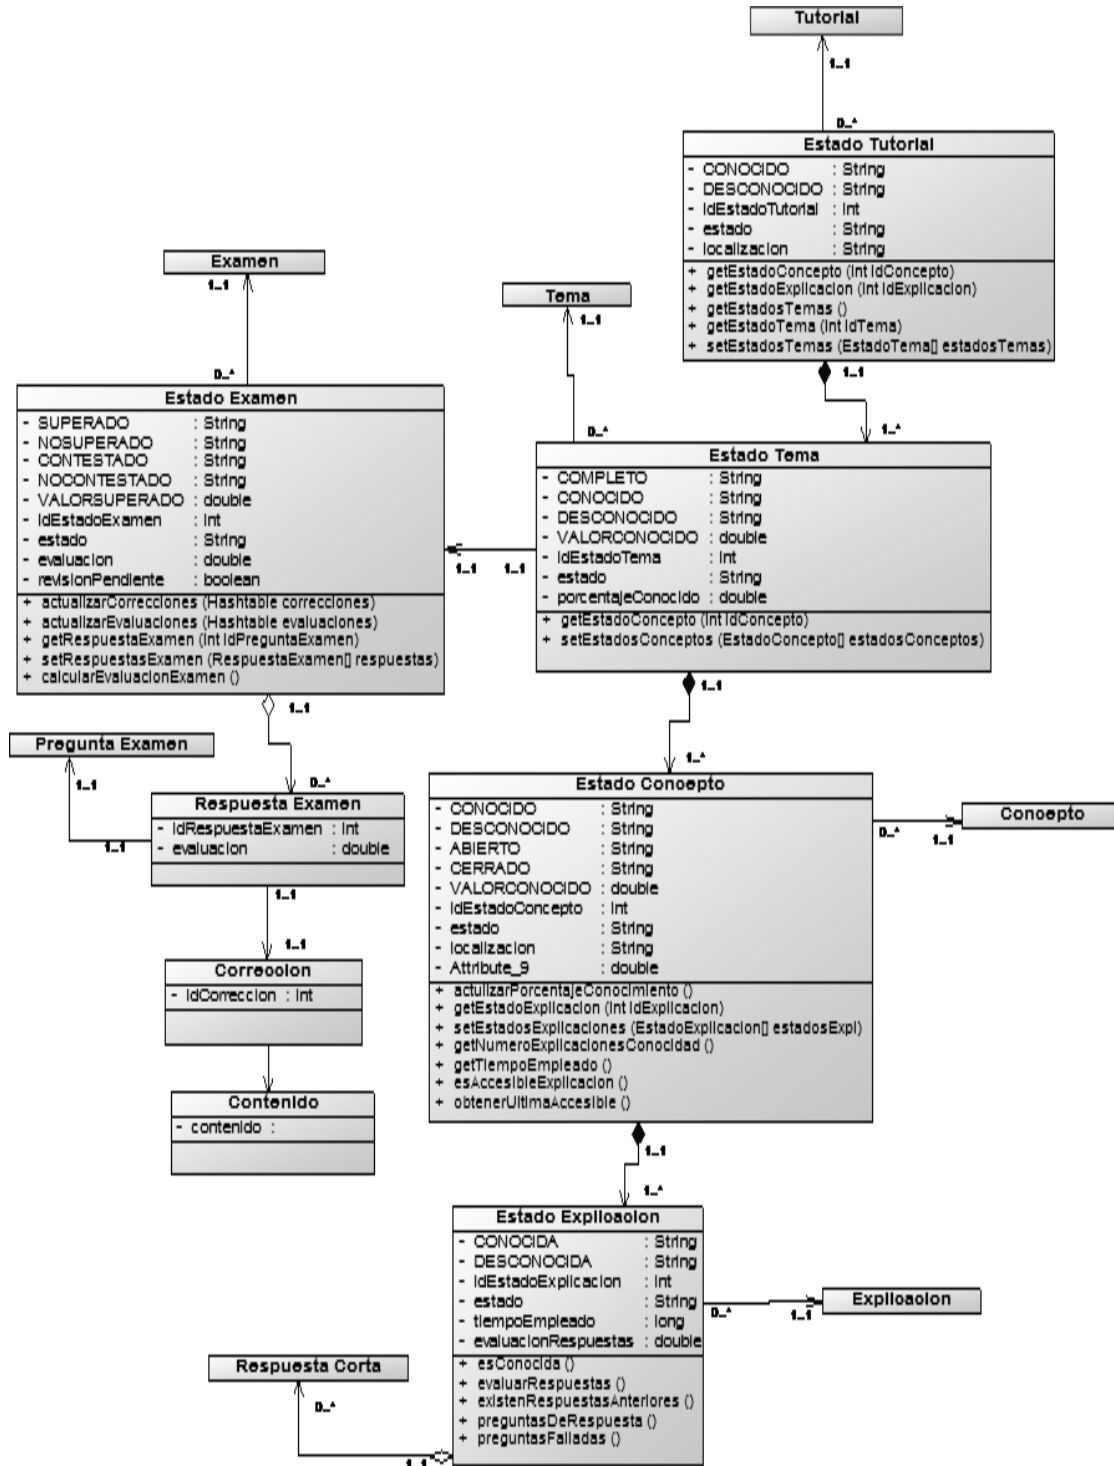 Tutorial
1..1
0..*
Estado Tutorial
- CONOCIDO : String
- DESCONOCIDO : String
- idEstadoTutorial : int
- estado : String
- localizacion : String
+ getEstadoConcepto (int idConcepto)
+ getEstadoExplicacion (int idExplicacion)
+ getEstadosTemas ()
+ getEstadoTema (int idTema)
+ setEstadosTemas (EstadoTema[] estadosTemas)
1..1
1..*
Examen
1..1
0..*
Tema
1..1
0..*
Estado Examen
- SUPERADO : String
- NOSUPERADO : String
- CONTESTADO : String
- NOCONTESTADO : String
- VALORSUPERADO : double
- idEstadoExamen : int
- estado : String
- evaluacion : double
- revisionPendiente : boolean
+ actualizarCorrecciones (Hashtable correcciones)
+ actualizarEvaluaciones (Hashtable evaluaciones)
+ getRespuestaExamen (int idPreguntaExamen)
+ setRespuestasExamen (RespuestaExamen[] respuestas)
+ calcularEvaluacionExamen ()
1..1
0..*
Estado Tema
- COMPLETO : String
- CONOCIDO : String
- DESCONOCIDO : String
- VALORCONOCIDO : double
- idEstadoTema : int
- estado : String
- porcentajeConocido : double
+ getEstadoConcepto (int idConcepto)
+ setEstadosConceptos (EstadoConcepto[] estadosConceptos)
1..1 1..1
1..1
1..*
Pregunta Examen
1..1
1..1
Respuesta Examen
- idRespuestaExamen : int
- evaluacion : double
1..1
1..1
Correccion
- idCorreccion : int
Contenido
- contenido :
Estado Concepto
- CONOCIDO : String
- DESCONOCIDO : String
- ABIERTO : String
- CERRADO : String
- VALORCONOCIDO : double
- idEstadoConcepto : int
- estado : String
- localizacion : String
- Attribute_9 : double
+ actulizarPorcentajeConocimiento ()
+ getEstadoExplicacion (int idExplicacion)
+ setEstadosExplicaciones (EstadoExplicacion[] estadosExpl)
+ getNumeroExplicacionesConocidad ()
+ getTiempoEmpleado ()
+ esAccesibleExplicacion ()
+ obtenerUltimaAccesible ()
0..* 1..1
Concepto
1..1
1..*
Estado Explicacion
- CONOCIDA : String
- DESCONOCIDA : String
- idEstadoExplicacion : int
- estado : String
- tiempoEmpleado : long
- evaluacionRespuestas : double
+ esConocida ()
+ evaluarRespuestas ()
+ existenRespuestasAnteriores ()
+ preguntasDeRespuesta ()
+ preguntasFalladas ()
0..* 1..1
Explicacion
Respuesta Corta
0..*
1..1